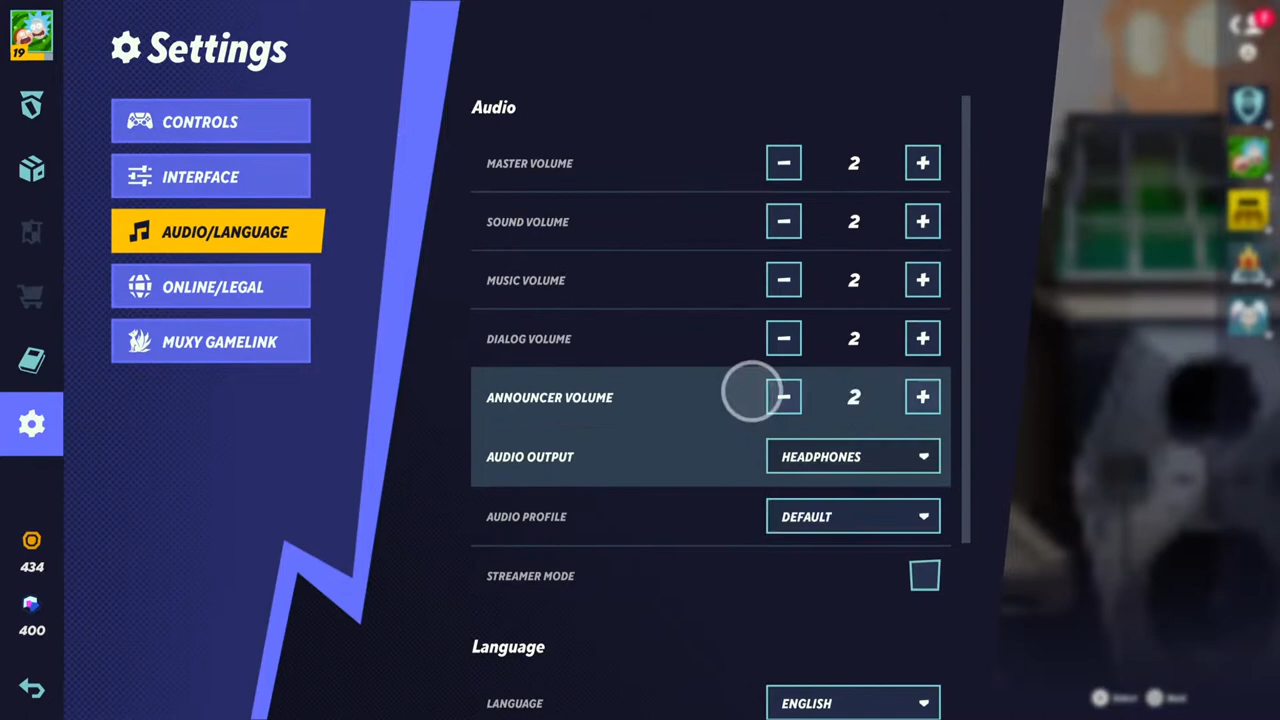 Settings
19
CONTROLS
INTERFACE
AUDIO/LANGUAGE
ONLINE/LEGAL
MUXY GAMELINK
434
400
Audio
MASTER VOLUME - 2 +
SOUND VOLUME - 2 +
MUSIC VOLUME - 2 +
DIALOG VOLUME - 2 +
ANNOUNCER VOLUME - 2 +
AUDIO OUTPUT HEADPHONES
AUDIO PROFILE DEFAULT
STREAMER MODE
Language
LANGUAGE ENGLISH